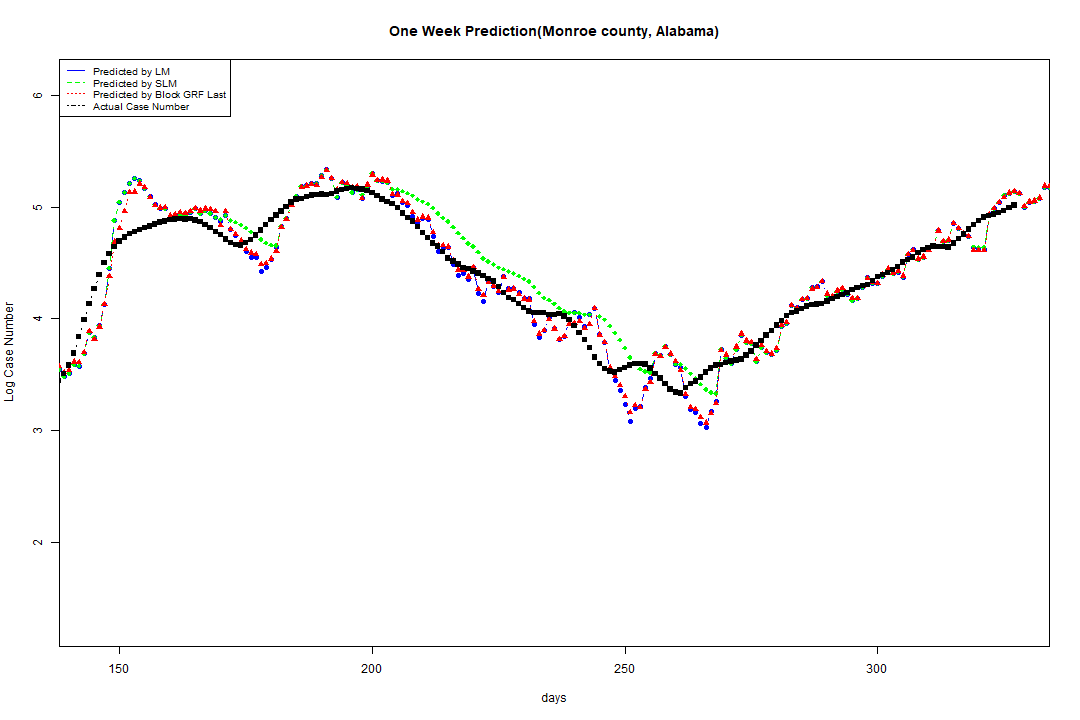 One Week Prediction(Monroe county, Alabama)
Predicted by LM
Predicted by SLM
Predicted by Block GRF Last
Actual Case Number
6
5
4
3
2
Log Case Number
150
200
250
300
days